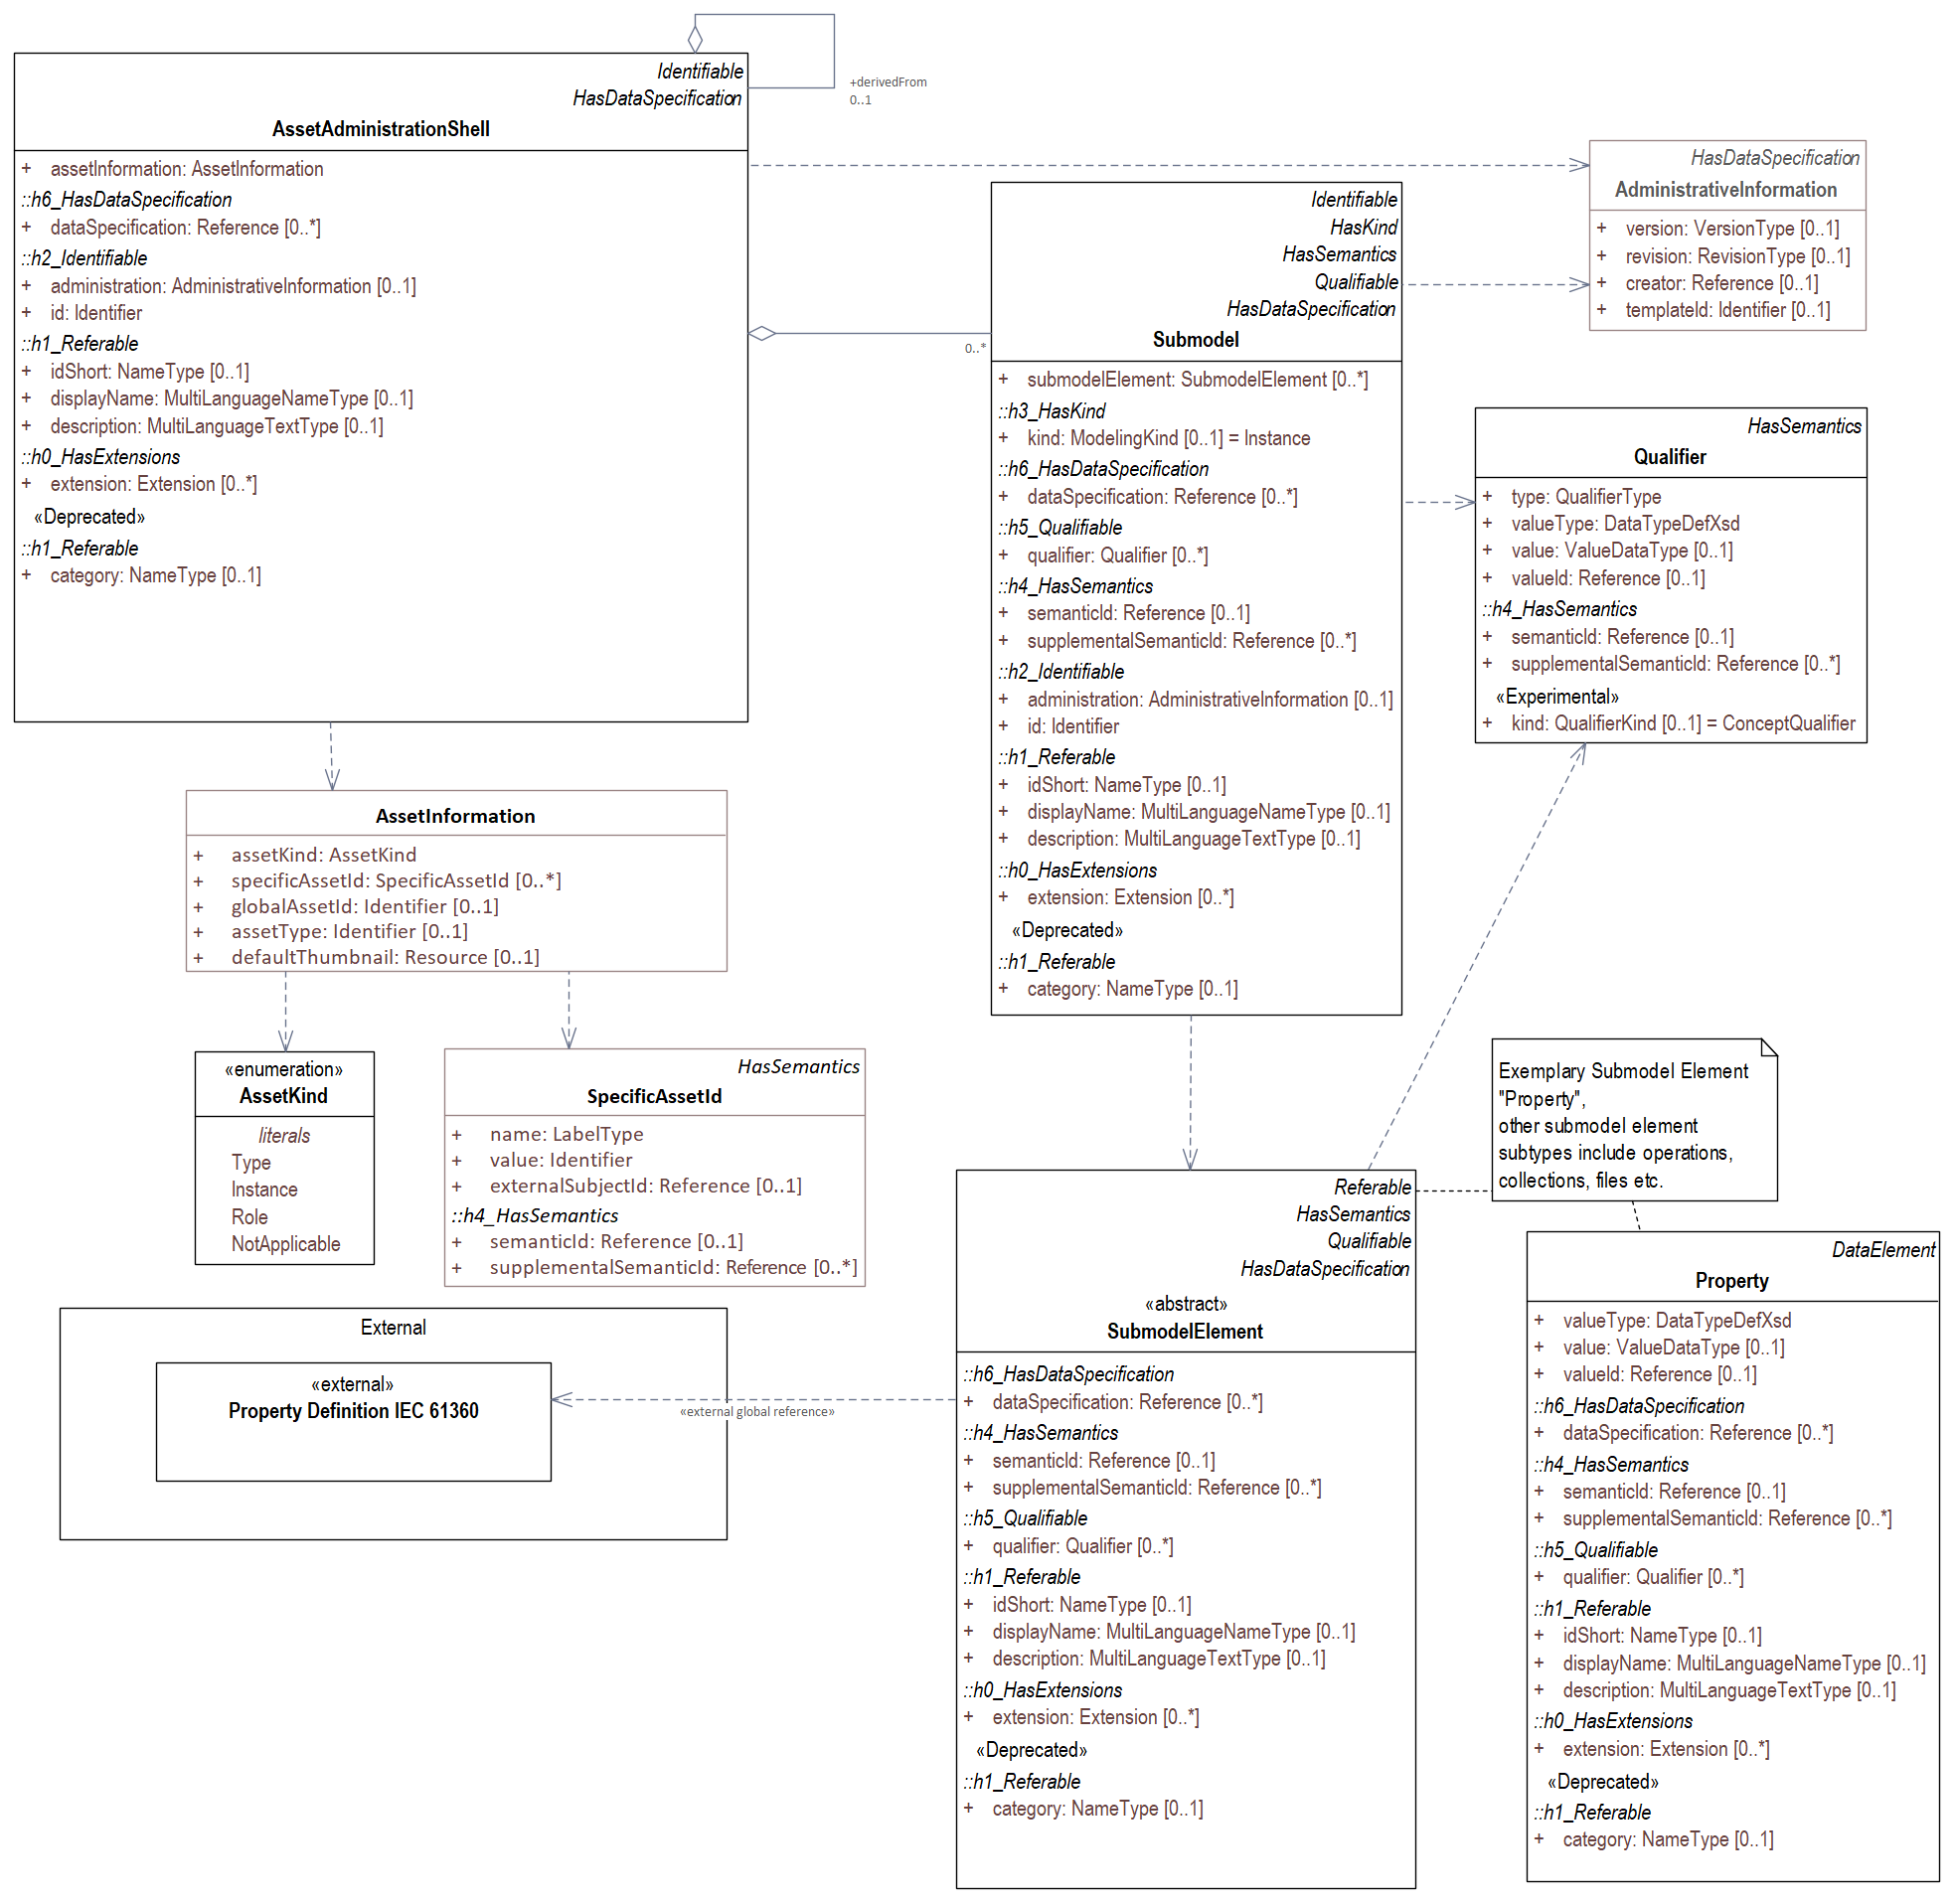 Identifiable
HasDataSpecification
AssetAdministrationShell
+ assetInformation: AssetInformation
::h6_HasDataSpecification
+ dataSpecification: Reference [0..*]
::h2_Identifiable
+ administration: AdministrativeInformation [0..1]
+ id: Identifier
::h1_Referable
+ idShort: NameType [0..1]
+ displayName: MultiLanguageNameType [0..1]
+ description: MultiLanguageTextType [0..1]
::h0_HasExtensions
+ extension: Extension [0..*]
«Deprecated»
::h1_Referable
+ category: NameType [0..1]
+derivedFrom
0..1
0..*
Identifiable
HasKind
HasSemantics
Qualifiable
HasDataSpecification
Submodel
+ submodelElement: SubmodelElement [0..*]
::h3_HasKind
+ kind: ModelingKind [0..1] = Instance
::h6_HasDataSpecification
+ dataSpecification: Reference [0..*]
::h5_Qualifiable
+ qualifier: Qualifier [0..*]
::h4_HasSemantics
+ semanticId: Reference [0..1]
+ supplementalSemanticId: Reference [0..*]
::h2_Identifiable
+ administration: AdministrativeInformation [0..1]
+ id: Identifier
::h1_Referable
+ idShort: NameType [0..1]
+ displayName: MultiLanguageNameType [0..1]
+ description: MultiLanguageTextType [0..1]
::h0_HasExtensions
+ extension: Extension [0..*]
«Deprecated»
::h1_Referable
+ category: NameType [0..1]
HasDataSpecification
AdministrativeInformation
+ version: VersionType [0..1]
+ revision: RevisionType [0..1]
+ creator: Reference [0..1]
+ templateId: Identifier [0..1]
HasSemantics
Qualifier
+ type: QualifierType
+ valueType: DataTypeDefXsd
+ value: ValueDataType [0..1]
+ valueId: Reference [0..1]
::h4_HasSemantics
+ semanticId: Reference [0..1]
+ supplementalSemanticId: Reference [0..*]
«Experimental»
+ kind: QualifierKind [0..1] = ConceptQualifier
AssetInformation
+ assetKind: AssetKind
+ specificAssetId: SpecificAssetId [0..*]
+ globalAssetId: Identifier [0..1]
+ assetType: Identifier [0..1]
+ defaultThumbnail: Resource [0..1]
«enumeration»
AssetKind
literals
Type
Instance
Role
NotApplicable
HasSemantics
SpecificAssetId
+ name: LabelType
+ value: Identifier
+ externalSubjectId: Reference [0..1]
::h4_HasSemantics
+ semanticId: Reference [0..1]
+ supplementalSemanticId: Reference [0..*]
External
«external»
Property Definition IEC 61360
«external global reference»
Referable
HasSemantics
Qualifiable
HasDataSpecification
«abstract»
SubmodelElement
::h6_HasDataSpecification
+ dataSpecification: Reference [0..*]
::h4_HasSemantics
+ semanticId: Reference [0..1]
+ supplementalSemanticId: Reference [0..*]
::h5_Qualifiable
+ qualifier: Qualifier [0..*]
::h1_Referable
+ idShort: NameType [0..1]
+ displayName: MultiLanguageNameType [0..1]
+ description: MultiLanguageTextType [0..1]
::h0_HasExtensions
+ extension: Extension [0..*]
«Deprecated»
::h1_Referable
+ category: NameType [0..1]
Exemplary Submodel Element
"Property",
other submodel element
subtypes include operations,
collections, files etc.
DataElement
Property
+ valueType: DataTypeDefXsd
+ value: ValueDataType [0..1]
+ valueId: Reference [0..1]
::h6_HasDataSpecification
+ dataSpecification: Reference [0..*]
::h4_HasSemantics
+ semanticId: Reference [0..1]
+ supplementalSemanticId: Reference [0..*]
::h5_Qualifiable
+ qualifier: Qualifier [0..*]
::h1_Referable
+ idShort: NameType [0..1]
+ displayName: MultiLanguageNameType [0..1]
+ description: MultiLanguageTextType [0..1]
::h0_HasExtensions
+ extension: Extension [0..*]
«Deprecated»
::h1_Referable
+ category: NameType [0..1]